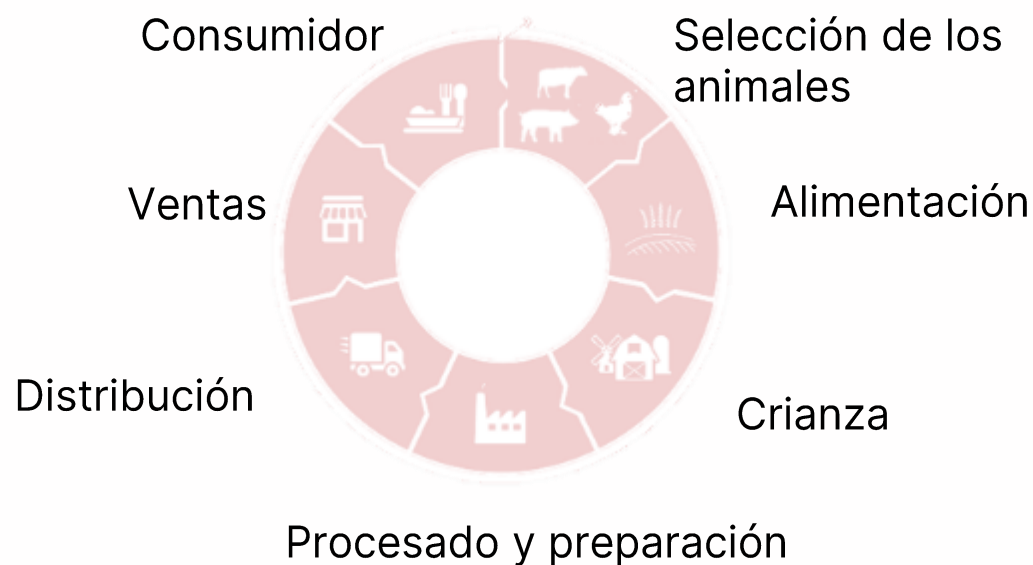 Consumidor
Selección de los
animales
Ventas
Alimentación
Distribución
Crianza
Procesado y preparación